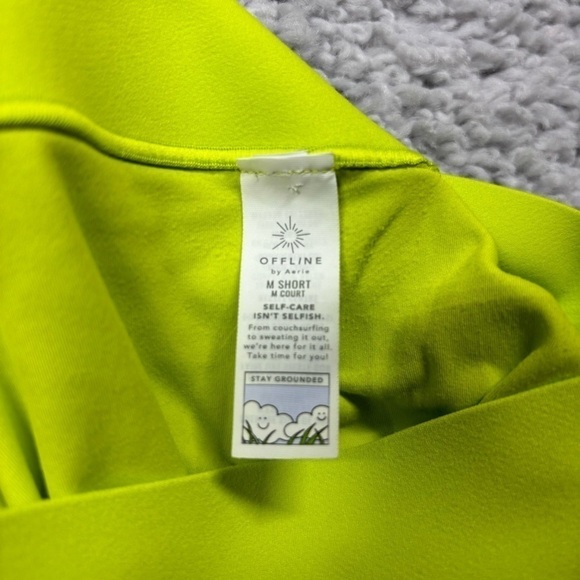 OFFLINE
by Aerie
M SHORT
M COURT
SELF-CARE
ISN'T SELFISH.
From couchsurfing
to sweating it out,
we're here for it all.
Take time for you!
STAY GROUNDED